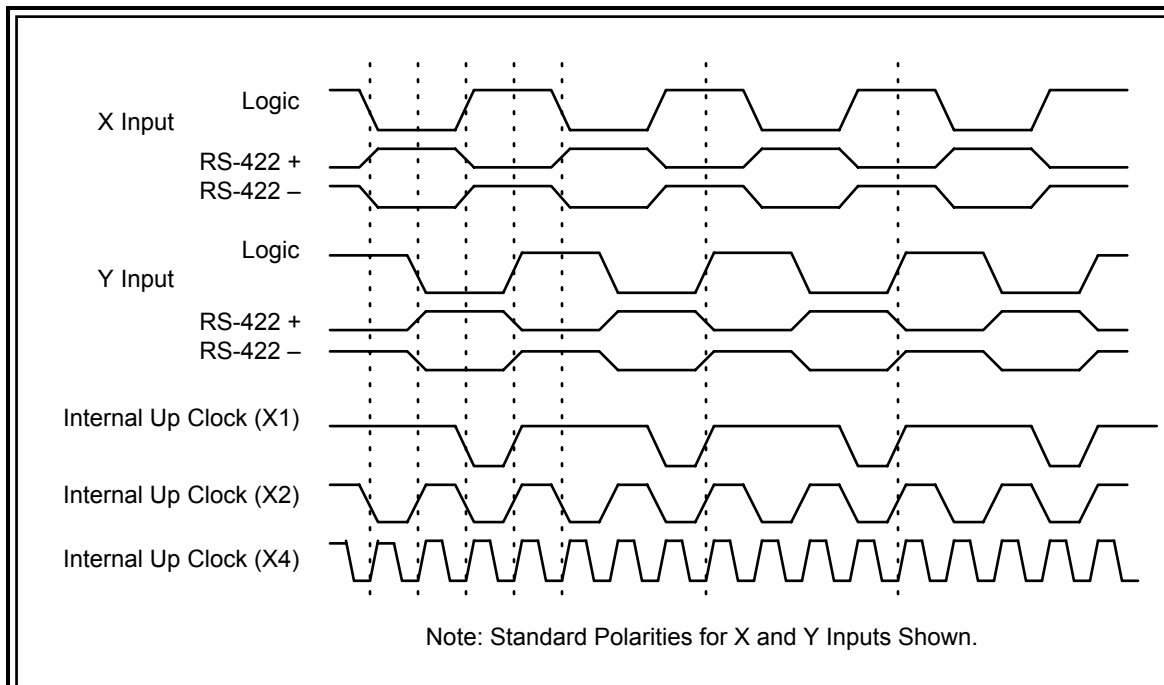 Logic
X Input
RS-422 +
RS-422 –
Logic
Y Input
RS-422 +
RS-422 –
Internal Up Clock (X1)
Internal Up Clock (X2)
Internal Up Clock (X4)
Note: Standard Polarities for X and Y Inputs Shown.